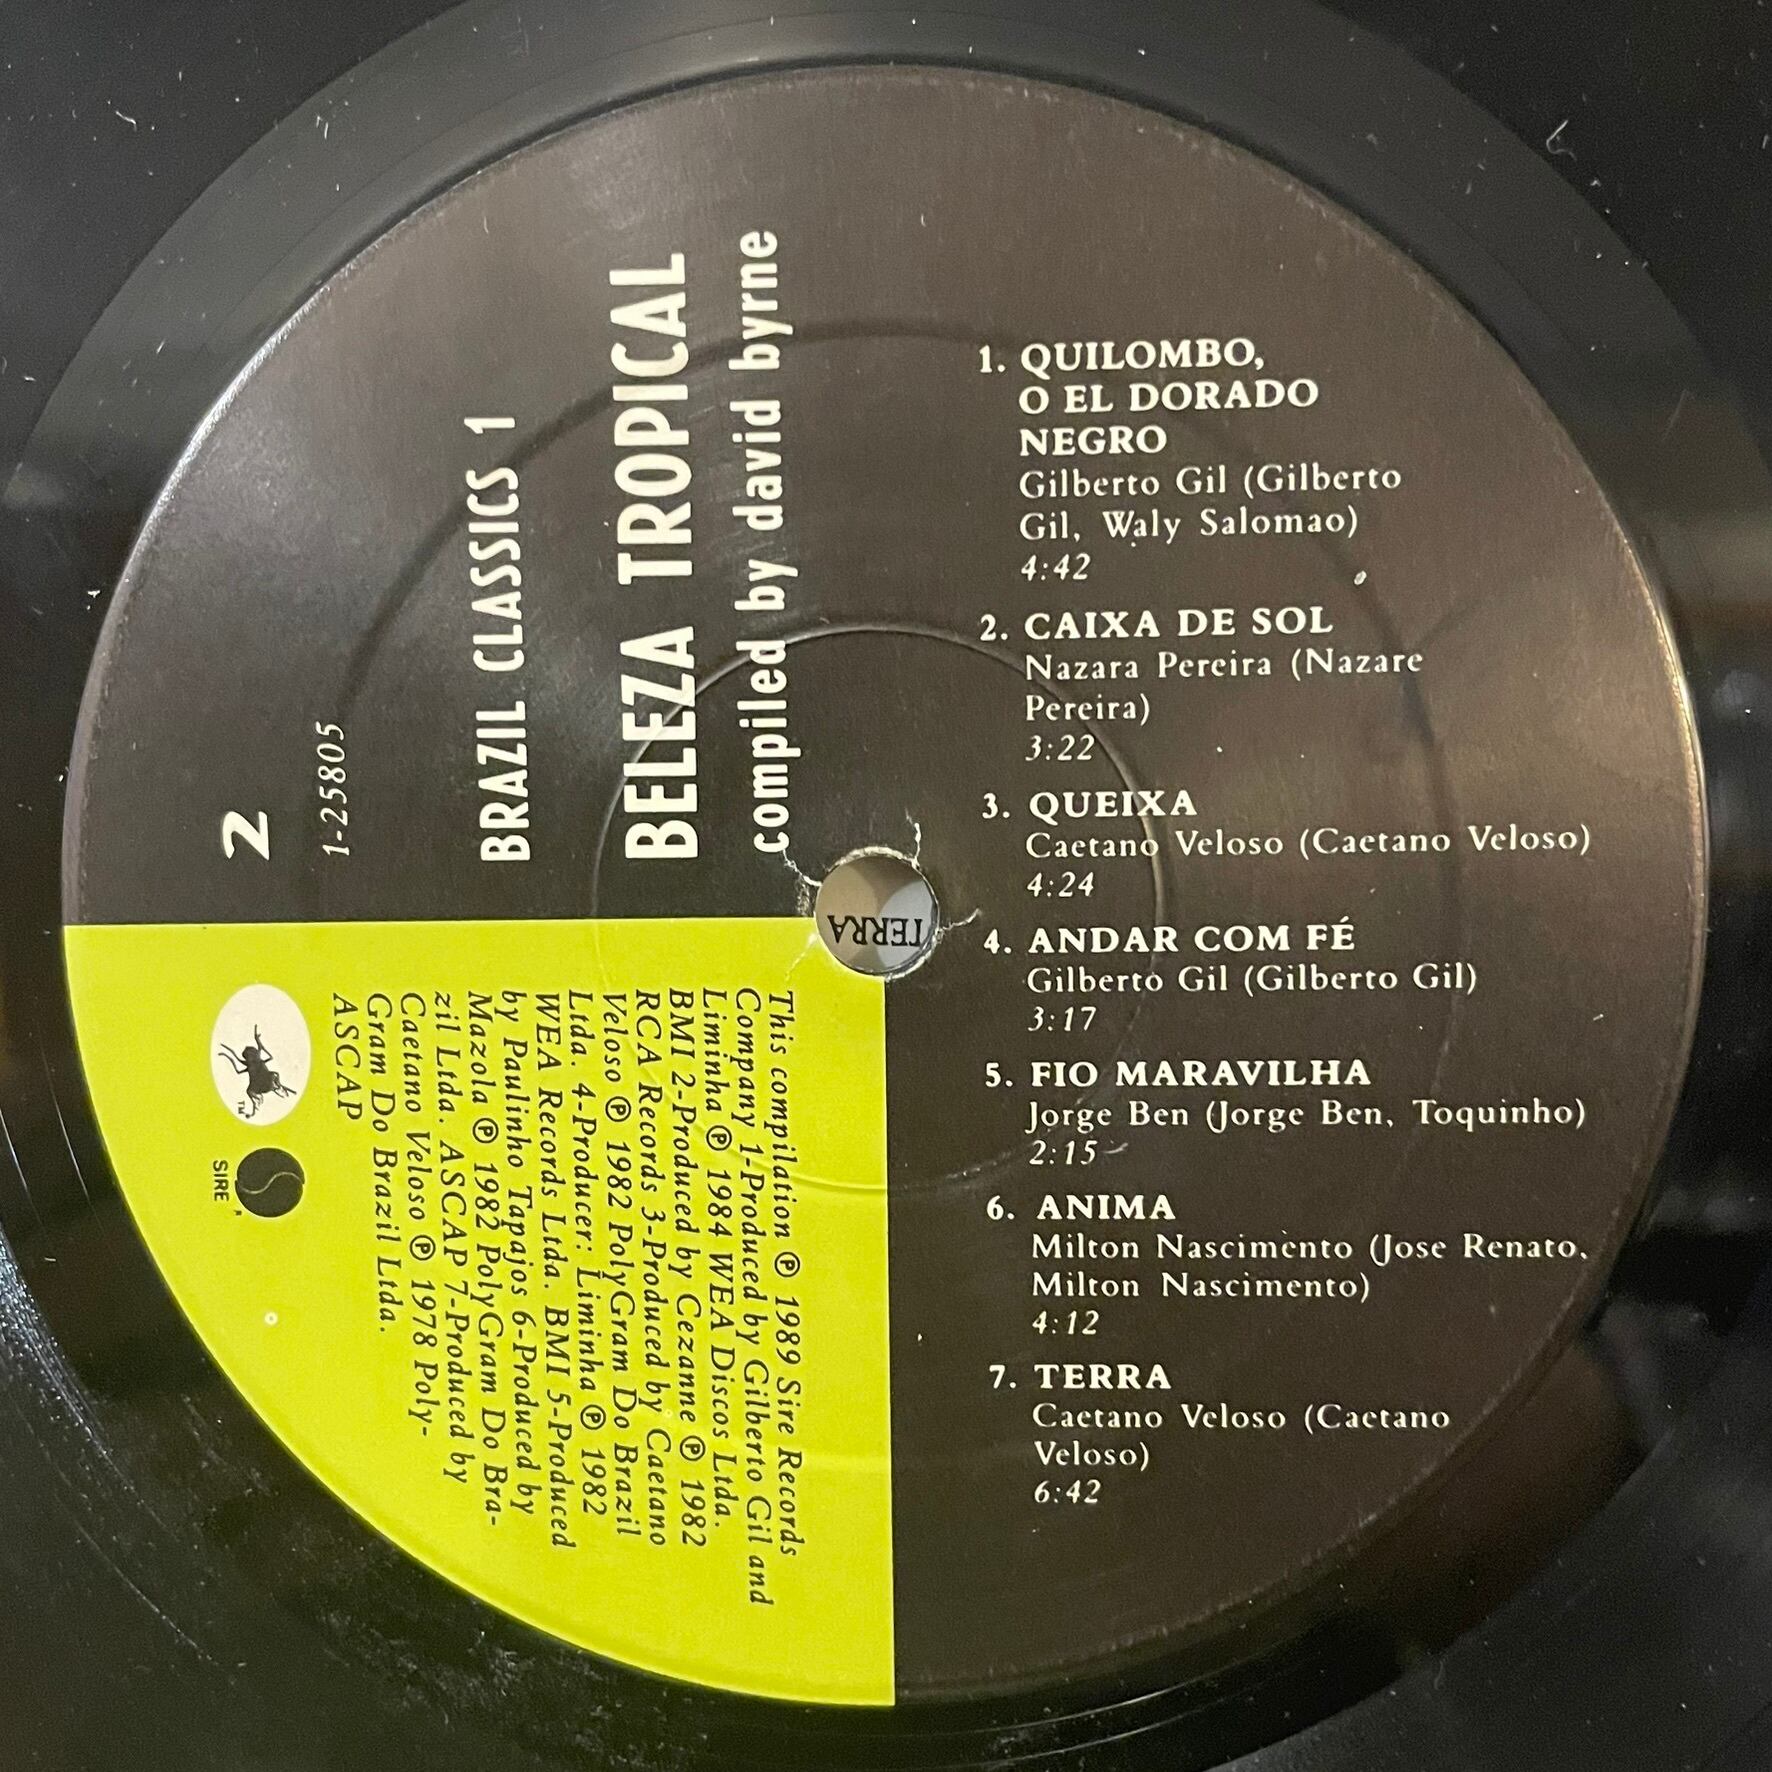 2
1-25805
BRAZIL CLASSICS 1
BELEZA TROPICAL
compiled by david byrne
1. QUILOMBO,
O EL DORADO
NEGRO
Gilberto Gil (Gilberto
Gil, Waly Salomao)
4:42
2. CAIXA DE SOL
Nazara Pereira (Nazare
Pereira)
3:22
3. QUEIXA
Caetano Veloso (Caetano Veloso)
4:24
4. ANDAR COM FÉ
Gilberto Gil (Gilberto Gil)
3:17
5. FIO MARAVILHA
Jorge Ben (Jorge Ben, Toquinho)
2:15
6. ANIMA
Milton Nascimento (Jose Renato,
Milton Nascimento)
4:12
7. TERRA
Caetano Veloso (Caetano
Veloso)
6:42
TERRA
This compilation ℗ 1989 Sire Records
Company 1-Produced by Gilberto Gil and
Liminha ℗ 1984 WEA Discos Ltda.
BMI 2-Produced by Cezanne ℗ 1982
RCA Records 3-Produced by Caetano
Veloso ℗ 1982 PolyGram Do Brazil
Ltda. 4-Producer: Liminha ℗ 1982
WEA Records Ltda. BMI 5-Produced
by Paulinho Tapajos 6-Produced by
Mazola ℗ 1982 PolyGram Do Bra-
zil Ltda. ASCAP 7-Produced by
Caetano Veloso ℗ 1978 Poly-
Gram Do Brazil Ltda.
ASCAP
TM
SIRE